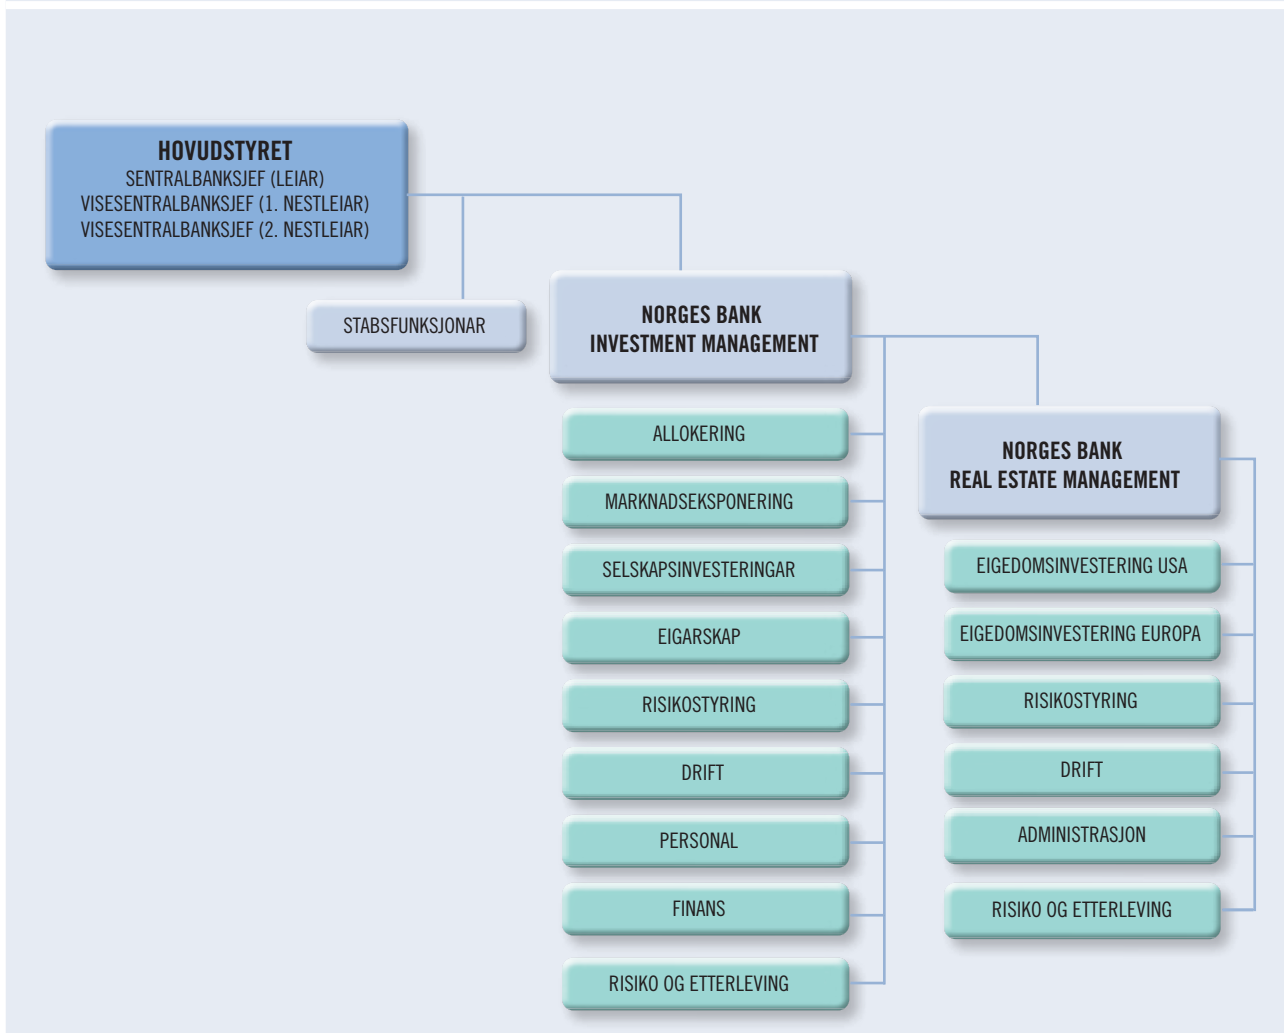 HOVUDSTYRET
SENTRALBANKSJEF (LEIAR)
VISESENTRALBANKSJEF (1. NESTLEIAR)
VISESENTRALBANKSJEF (2. NESTLEIAR)
STABSFUNKSJONAR
NORGES BANK
INVESTMENT MANAGEMENT
ALLOKERING
MARKNADSEKSPONERING
SELSKAPSINVESTERINGAR
EIGARSKAP
RISIKOSTYRING
DRIFT
PERSONAL
FINANS
RISIKO OG ETTERLEVING
NORGES BANK
REAL ESTATE MANAGEMENT
EIGEDOMSINVESTERING USA
EIGEDOMSINVESTERING EUROPA
RISIKOSTYRING
DRIFT
ADMINISTRASJON
RISIKO OG ETTERLEVING